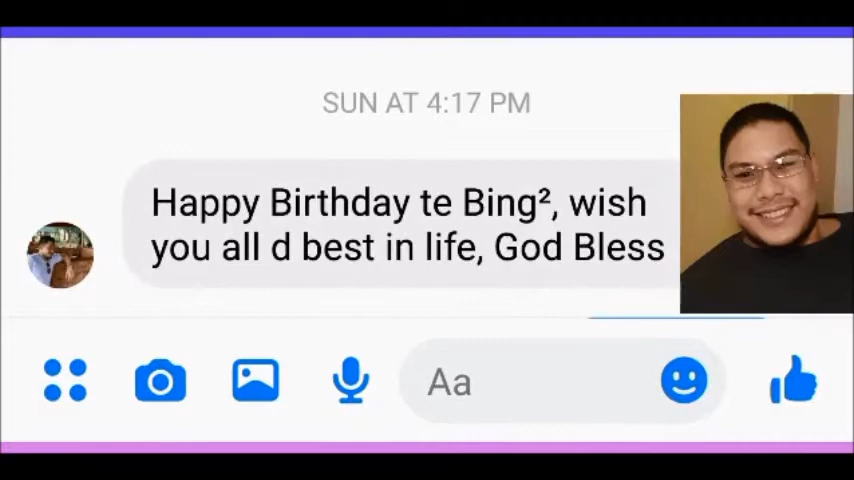 SUN AT 4:17 PM
Happy Birthday te Bing², wish
you all d best in life, God Bless
Aa